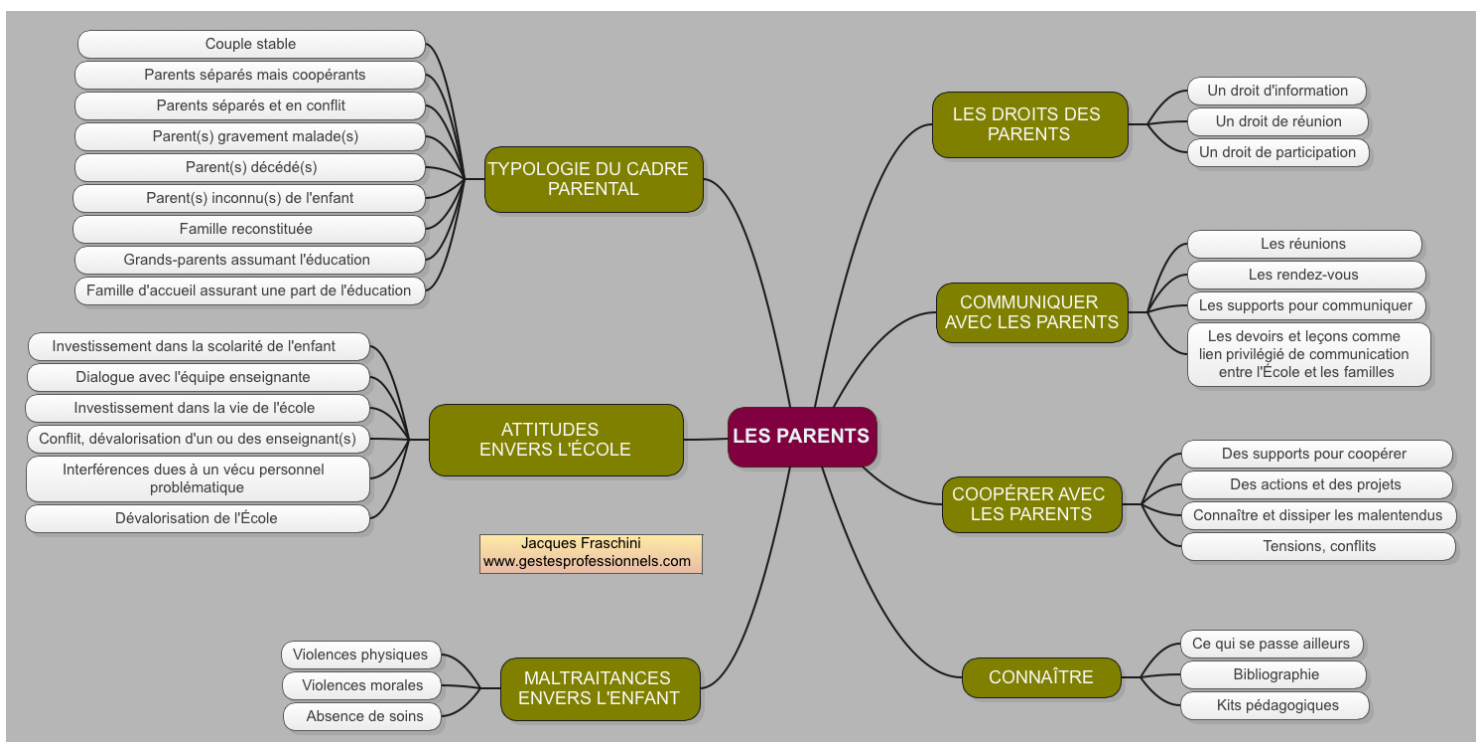 LES PARENTS
TYPOLOGIE DU CADRE
PARENTAL
Couple stable
Parents séparés mais coopérants
Parents séparés et en conflit
Parent(s) gravement malade(s)
Parent(s) décédé(s)
Parent(s) inconnu(s) de l'enfant
Famille reconstituée
Grands-parents assumant l'éducation
Famille d'accueil assurant une part de l'éducation
ATTITUDES
ENVERS L'ÉCOLE
Investissement dans la scolarité de l'enfant
Dialogue avec l'équipe enseignante
Investissement dans la vie de l'école
Conflit, dévalorisation d'un ou des enseignant(s)
Interférences dues à un vécu personnel
problématique
Dévalorisation de l'École
Jacques Fraschini
www.gestesprofessionnels.com
MALTRAITANCES
ENVERS L'ENFANT
Violences physiques
Violences morales
Absence de soins
LES DROITS DES
PARENTS
Un droit d'information
Un droit de réunion
Un droit de participation
COMMUNIQUER
AVEC LES PARENTS
Les réunions
Les rendez-vous
Les supports pour communiquer
Les devoirs et leçons comme
lien privilégié de communication
entre l'École et les familles
COOPÉRER AVEC
LES PARENTS
Des supports pour coopérer
Des actions et des projets
Connaître et dissiper les malentendus
Tensions, conflits
CONNAÎTRE
Ce qui se passe ailleurs
Bibliographie
Kits pédagogiques